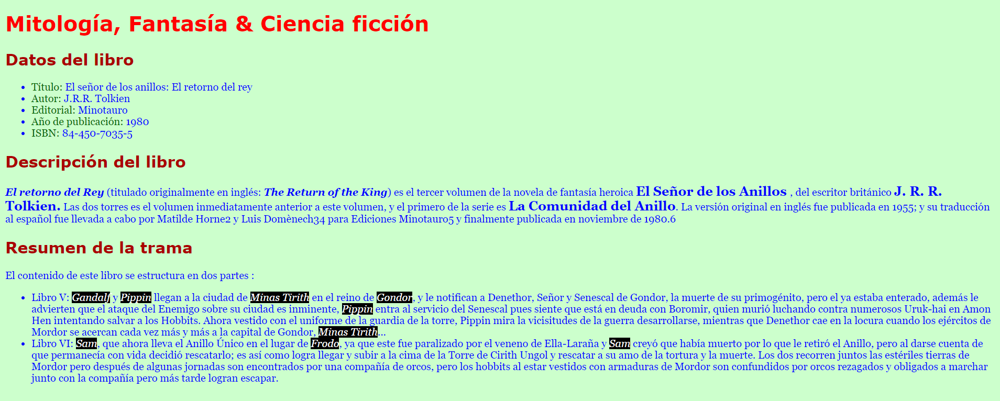 Mitología, Fantasía & Ciencia ficción
Datos del libro
Título: El señor de los anillos: El retorno del rey
Autor: J.R.R. Tolkien
Editorial: Minotauro
Año de publicación: 1980
ISBN: 84-450-7035-5
Descripción del libro
El retorno del Rey (titulado originalmente en inglés: The Return of the King) es el tercer volumen de la novela de fantasía heroica El Señor de los Anillos , del escritor británico J. R. R.
Tolkien. Las dos torres es el volumen inmediatamente anterior a este volumen, y el primero de la serie es La Comunidad del Anillo. La versión original en inglés fue publicada en 1955; y su traducción
al español fue llevada a cabo por Matilde Horne2 y Luis Domènech34 para Ediciones Minotauro5 y finalmente publicada en noviembre de 1980.6
Resumen de la trama
El contenido de este libro se estructura en dos partes :
Libro V: Gandalf y Pippin llegan a la ciudad de Minas Tirith en el reino de Gondor, y le notifican a Denethor, Señor y Senescal de Gondor, la muerte de su primogénito, pero el ya estaba enterado, además le
advierten que el ataque del Enemigo sobre su ciudad es inminente, Pippin entra al servicio del Senescal pues siente que está en deuda con Boromir, quien murió luchando contra numerosos Uruk-hai en Amon
Hen intentando salvar a los Hobbits. Ahora vestido con el uniforme de la guardia de la torre, Pippin mira la vicisitudes de la guerra desarrollarse, mientras que Denethor cae en la locura cuando los ejércitos de
Mordor se acercan cada vez más y más a la capital de Gondor, Minas Tirith...
Libro VI: Sam, que ahora lleva el Anillo Único en el lugar de Frodo, ya que este fue paralizado por el veneno de Ella-Laraña y Sam creyó que había muerto por lo que le retiró el Anillo, pero al darse cuenta de
que permanecía con vida decidió rescatarlo; es así como logra llegar y subir a la cima de la Torre de Cirith Ungol y rescatar a su amo de la tortura y la muerte. Los dos recorren juntos las estériles tierras de
Mordor pero después de algunas jornadas son encontrados por una compañía de orcos, pero los hobbits al estar vestidos con armaduras de Mordor son confundidos por orcos rezagados y obligados a marchar
junto con la compañía pero más tarde logran escapar.